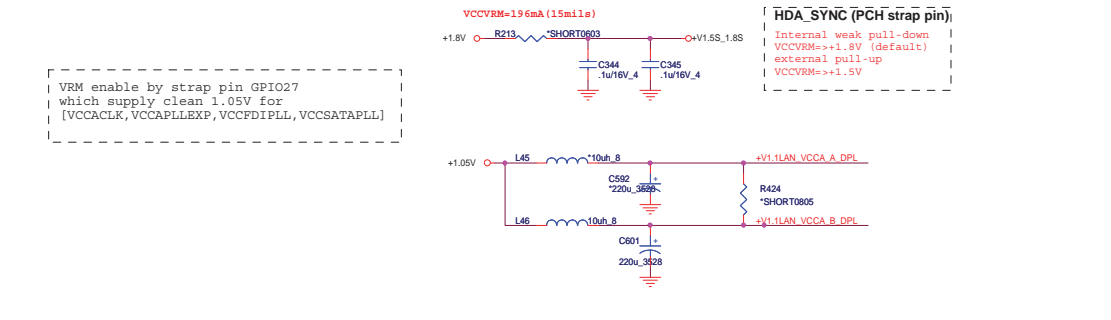 VCCVRM=196mA(15mils)
+1.8V
R213
*SHORT0603
+V1.5S_1.8S
C344
.1u/16V_4
C345
.1u/16V_4
HDA_SYNC (PCH strap pin)
Internal weak pull-down
VCCVRM=>+1.8V (default)
external pull-up
VCCVRM=>+1.5V
VRM enable by strap pin GPIO27
which supply clean 1.05V for
[VCCACLK,VCCAPLLEXP,VCCFDIPLL,VCCSATAPLL]
+1.05V
L45
*10uh_8
+V1.1LAN_VCCA_A_DPL
C592
+
*220u_3528
R424
*SHORT0805
L46
10uh_8
+V1.1LAN_VCCA_B_DPL
C601
+
220u_3528